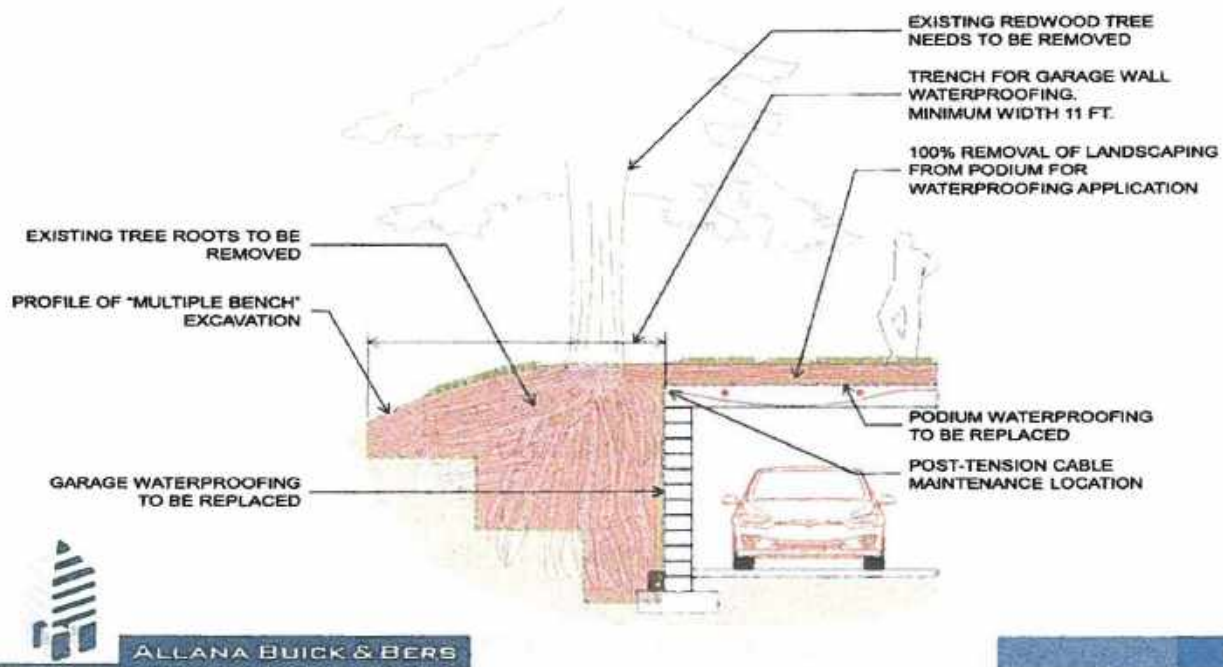 EXISTING REDWOOD TREE
NEEDS TO BE REMOVED
TRENCH FOR GARAGE WALL
WATERPROOFING.
MINIMUM WIDTH 11 FT.
100% REMOVAL OF LANDSCAPING
FROM PODIUM FOR
WATERPROOFING APPLICATION
EXISTING TREE ROOTS TO BE
REMOVED
PROFILE OF "MULTIPLE BENCH"
EXCAVATION
PODIUM WATERPROOFING
TO BE REPLACED
POST-TENSION CABLE
MAINTENANCE LOCATION
GARAGE WATERPROOFING
TO BE REPLACED
ALLANA BUICK & BERS